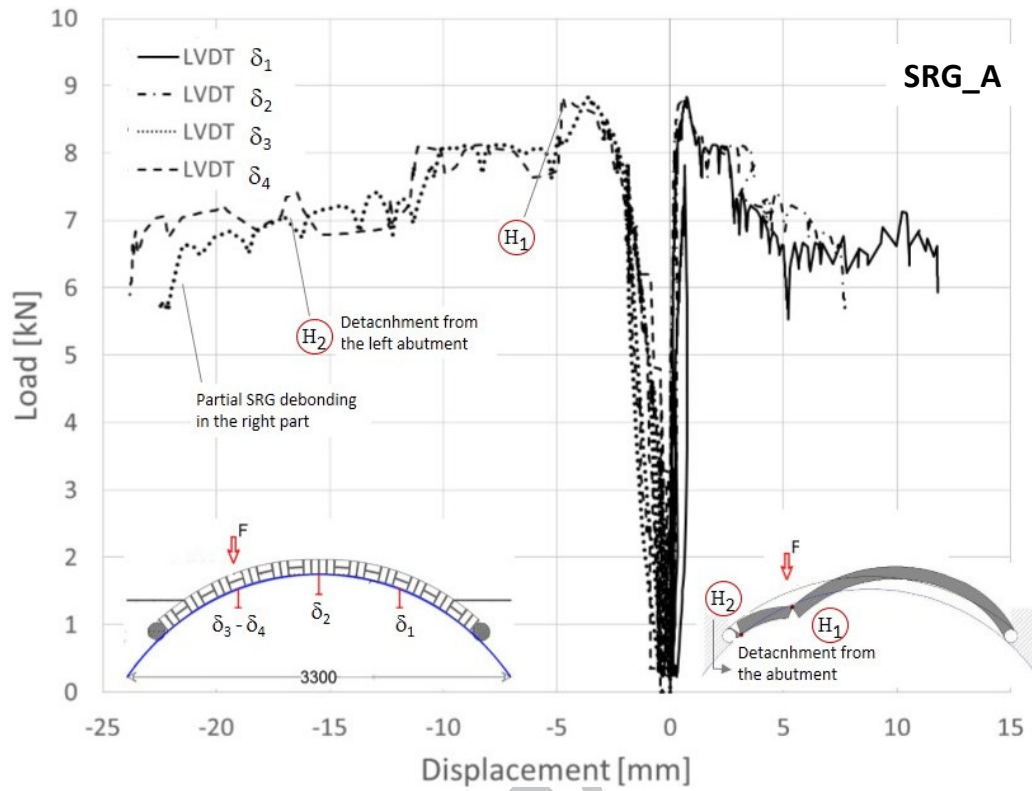 SRG_A
LVDT δ1
LVDT δ2
LVDT δ3
LVDT δ4
10
9
8
7
6
5
4
3
2
1
0
Load [kN]
H1
H2
Detacnhment from
the left abutment
Partial SRG debonding
in the right part
F
δ3 - δ4
δ2
δ1
3300
F
H2
H1
Detacnhment from
the abutment
-25 -20 -15 -10 -5 0 5 10 15
Displacement [mm]